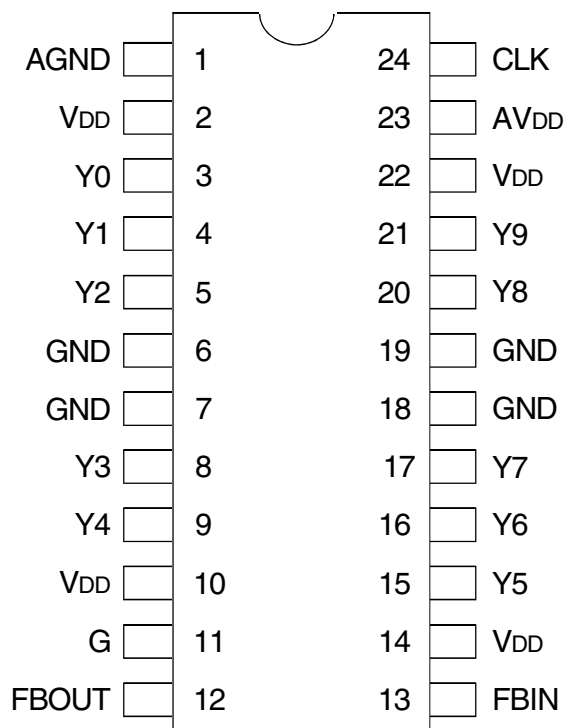 AGND 1 24 CLK
VDD 2 23 AVDD
Y0 3 22 VDD
Y1 4 21 Y9
Y2 5 20 Y8
GND 6 19 GND
GND 7 18 GND
Y3 8 17 Y7
Y4 9 16 Y6
VDD 10 15 Y5
G 11 14 VDD
FBOUT 12 13 FBIN